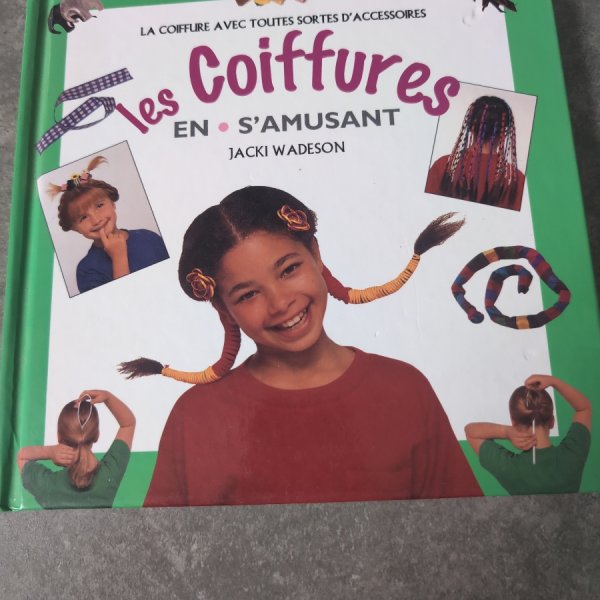 LA COIFFURE AVEC TOUTES SORTES D'ACCESSOIRES
les Coiffures
EN • S'AMUSANT
JACKI WADESON